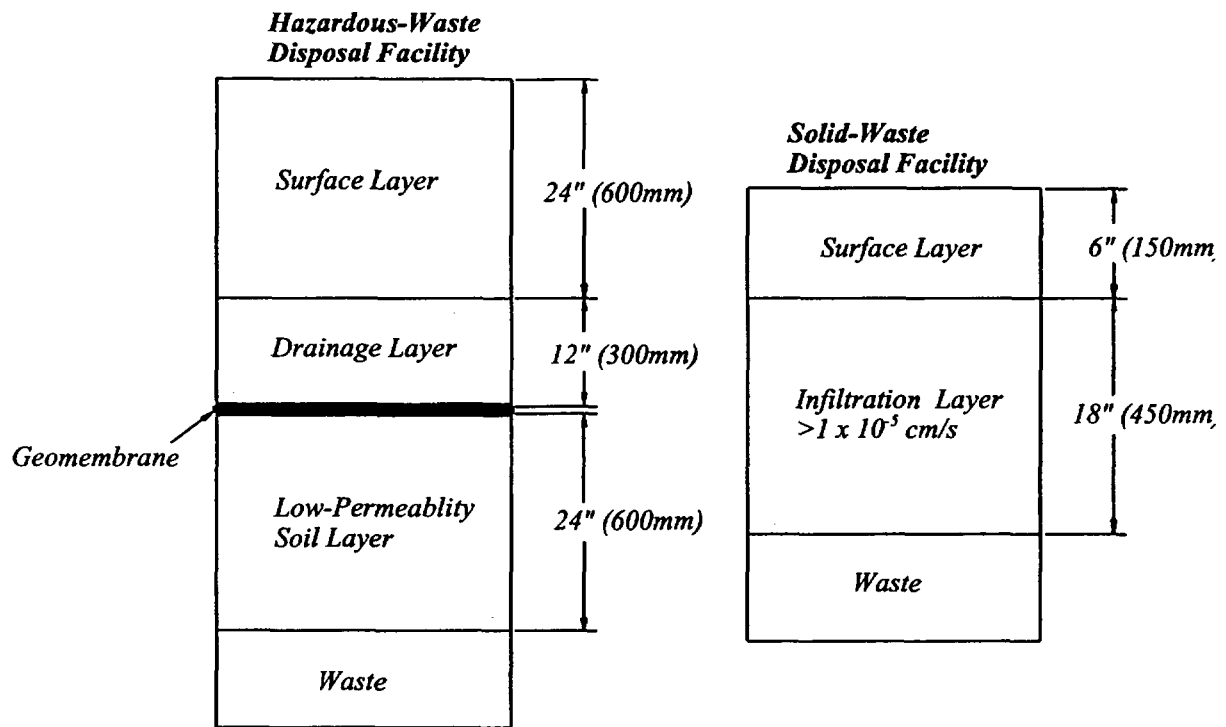 Hazardous-Waste
Disposal Facility
Surface Layer
24" (600mm)
Drainage Layer
12" (300mm)
Geomembrane
Low-Permeablity
Soil Layer
24" (600mm)
Waste
Solid-Waste
Disposal Facility
Surface Layer
6" (150mm)
Infiltration Layer
>1 x 10⁻⁵ cm/s
18" (450mm)
Waste